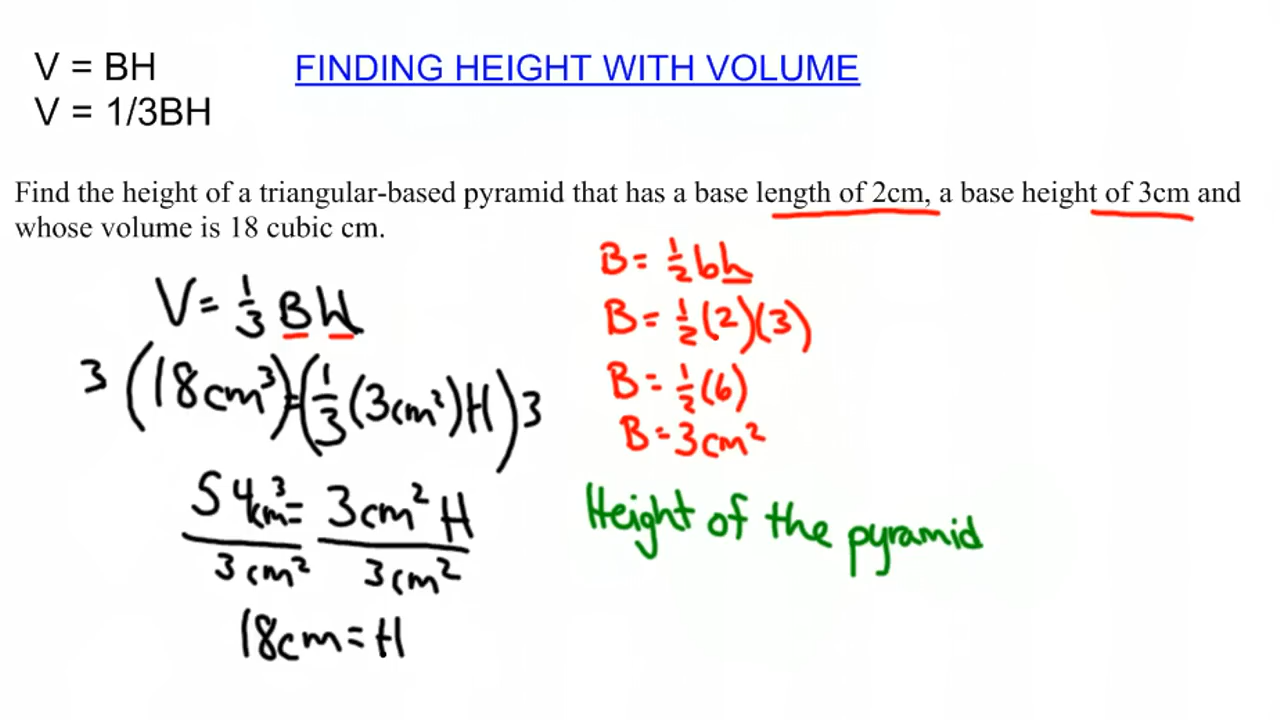 V = BH
V = 1/3BH
FINDING HEIGHT WITH VOLUME
Find the height of a triangular-based pyramid that has a base length of 2cm, a base height of 3cm and
whose volume is 18 cubic cm.
V = 1/3 BH
3 (18cm³) = (1/3 (3cm²)H) 3
54cm³ = 3cm² H
3cm² 3cm²
18cm = H
B = 1/2 bh
B = 1/2 (2)(3)
B = 1/2 (6)
B = 3cm²
Height of the pyramid